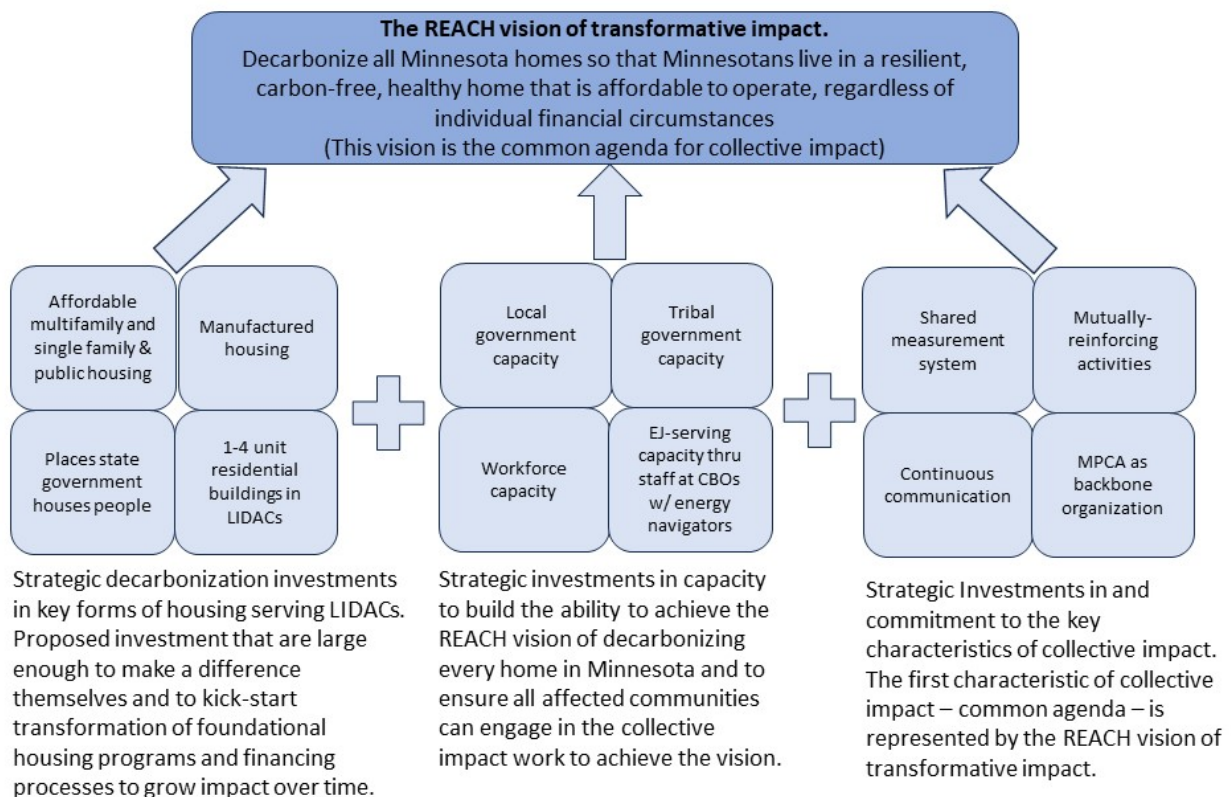 The REACH vision of transformative impact.
Decarbonize all Minnesota homes so that Minnesotans live in a resilient,
carbon-free, healthy home that is affordable to operate, regardless of
individual financial circumstances
(This vision is the common agenda for collective impact)
Affordable
multifamily and
single family &
public housing
Manufactured
housing
Places state
government
houses people
1-4 unit
residential
buildings in
LIDACs
Strategic decarbonization investments
in key forms of housing serving LIDACs.
Proposed investment that are large
enough to make a difference
themselves and to kick-start
transformation of foundational
housing programs and financing
processes to grow impact over time.
Local
government
capacity
Tribal
government
capacity
Workforce
capacity
EJ-serving
capacity thru
staff at CBOs
w/ energy
navigators
Strategic investments in capacity
to build the ability to achieve the
REACH vision of decarbonizing
every home in Minnesota and to
ensure all affected communities
can engage in the collective
impact work to achieve the vision.
Shared
measurement
system
Mutually-
reinforcing
activities
Continuous
communication
MPCA as
backbone
organization
Strategic Investments in and
commitment to the key
characteristics of collective impact.
The first characteristic of collective
impact – common agenda – is
represented by the REACH vision of
transformative impact.